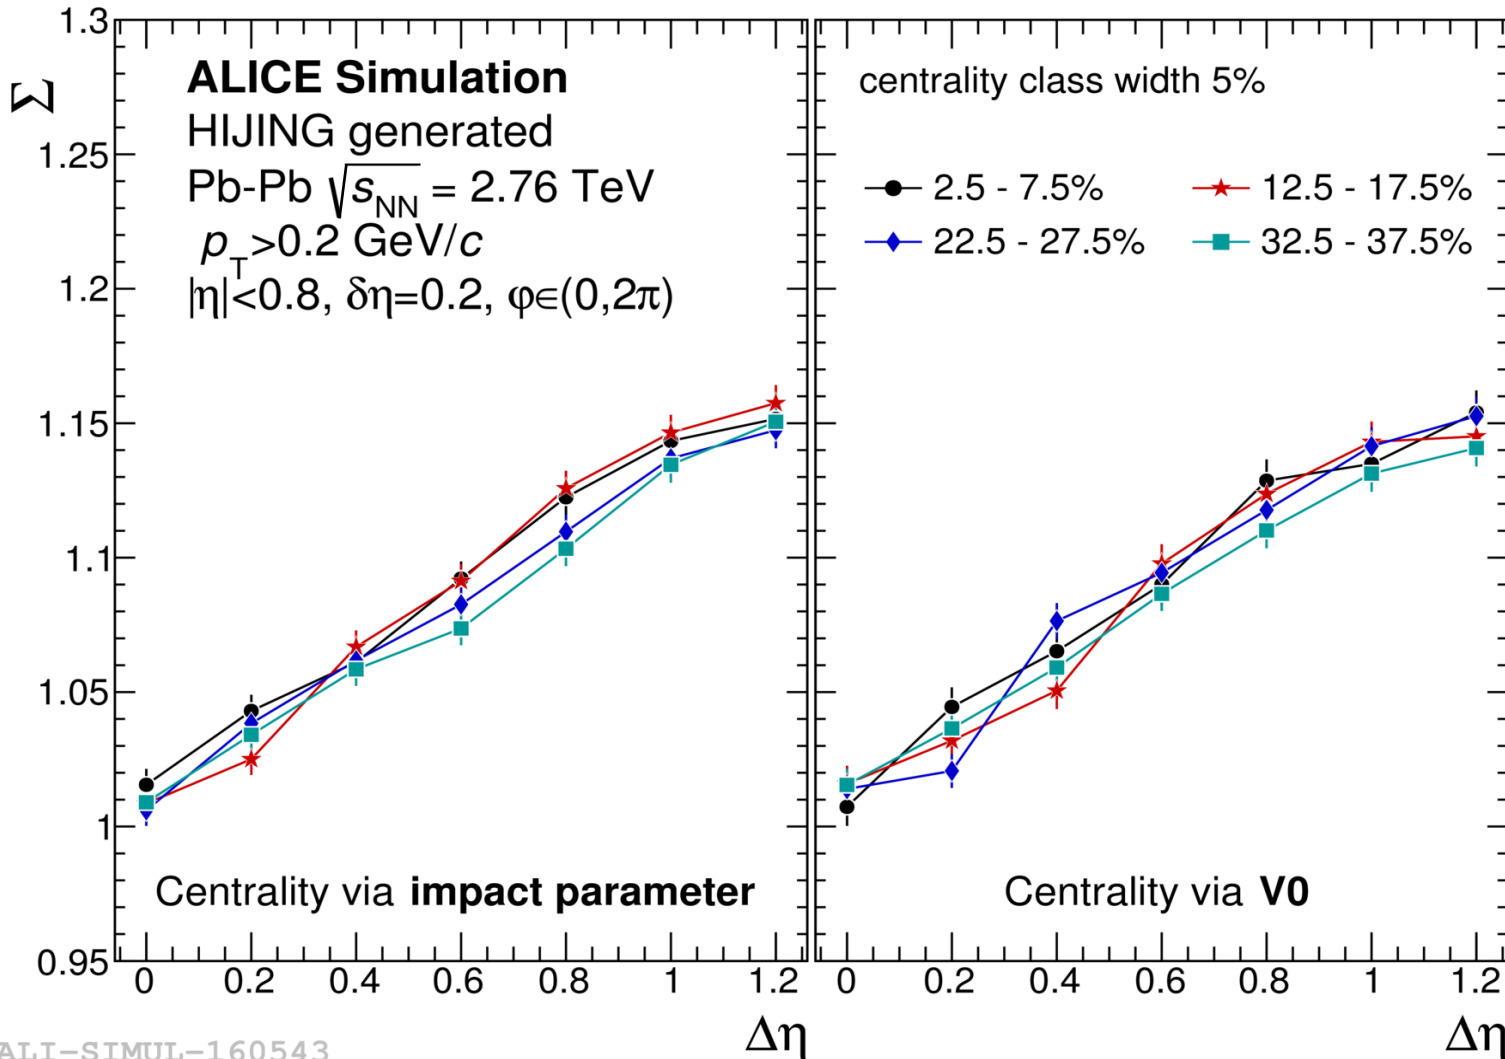 Σ
1.3
1.25
1.2
1.15
1.1
1.05
1
0.95
ALICE Simulation
HIJING generated
Pb-Pb √sNN = 2.76 TeV
pT>0.2 GeV/c
|η|<0.8, δη=0.2, φ∈(0,2π)
Centrality via impact parameter
0 0.2 0.4 0.6 0.8 1 1.2
Δη
centrality class width 5%
2.5 - 7.5% 12.5 - 17.5%
22.5 - 27.5% 32.5 - 37.5%
Centrality via V0
0 0.2 0.4 0.6 0.8 1 1.2
Δη
ALI-SIMUL-160543